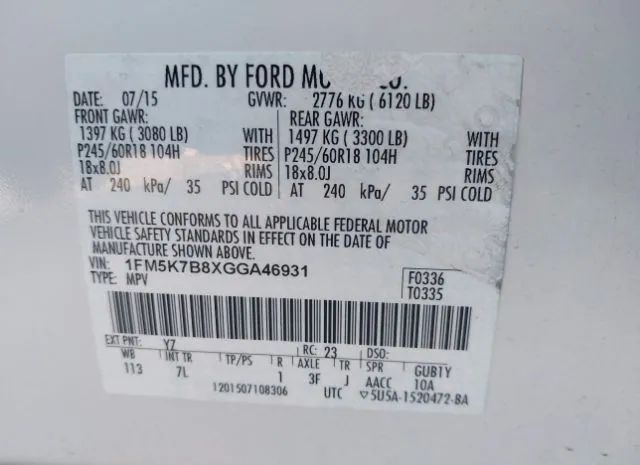 MFD. BY FORD MO CO.
DATE: 07/15 GVWR: 2776 KG ( 6120 LB)
FRONT GAWR: REAR GAWR:
1397 KG ( 3080 LB) WITH 1497 KG ( 3300 LB) WITH
P245/60R18 104H TIRES P245/60R18 104H TIRES
18x8.0J RIMS 18x8.0J RIMS
AT 240 kPa/ 35 PSI COLD AT 240 kPa/ 35 PSI COLD
THIS VEHICLE CONFORMS TO ALL APPLICABLE FEDERAL MOTOR
VEHICLE SAFETY STANDARDS IN EFFECT ON THE DATE OF
MANUFACTURE SHOWN ABOVE.
VIN: 1FM5K7B8XGGA46931 F0336
TYPE: MPV T0335
EXT PNT: YZ RC: 23 DSO:
WB INT TR TP/PS R AXLE TR SPR GUB1Y
113 7L 1 3F J AACC 10A
1201507108306 UTC ▽5U5A-1520472-BA